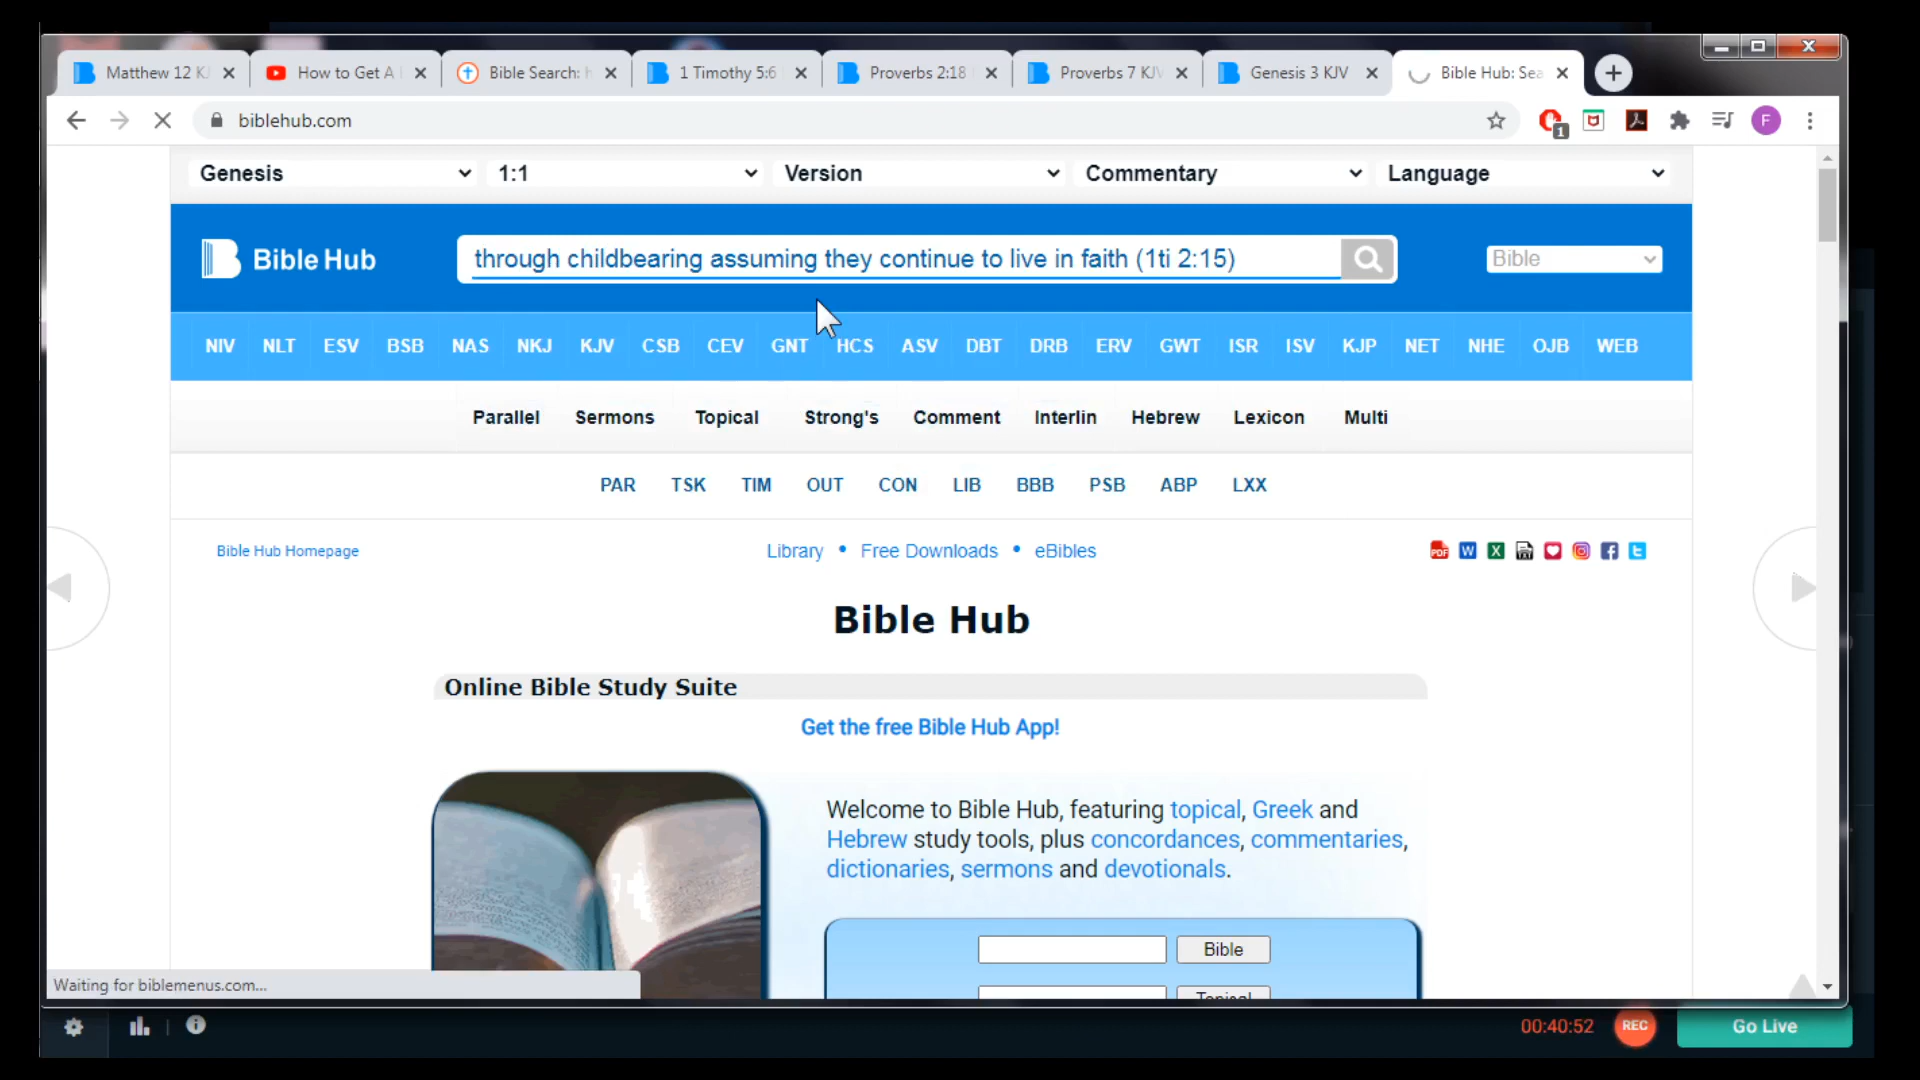 Matthew 12 K
How to Get A
Bible Search: h
1 Timothy 5:6
Proverbs 2:18
Proverbs 7 KJV
Genesis 3 KJV
Bible Hub: Sea
biblehub.com
1
F
Genesis
1:1
Version
Commentary
Language
Bible Hub
through childbearing assuming they continue to live in faith (1ti 2:15)
Bible
NIV NLT ESV BSB NAS NKJ KJV CSB CEV GNT HCS ASV DBT DRB ERV GWT ISR ISV KJP NET NHE OJB WEB
Parallel Sermons Topical Strong's Comment Interlin Hebrew Lexicon Multi
PAR TSK TIM OUT CON LIB BBB PSB ABP LXX
Bible Hub Homepage
Library • Free Downloads • eBibles
Bible Hub
Online Bible Study Suite
Get the free Bible Hub App!
Welcome to Bible Hub, featuring topical, Greek and
Hebrew study tools, plus concordances, commentaries,
dictionaries, sermons and devotionals.
Bible
Topical
Waiting for biblemenus.com...
00:40:52
REC
Go Live